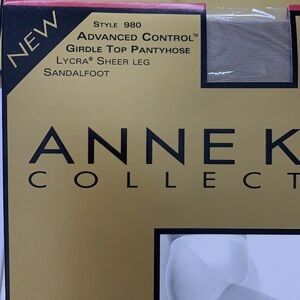 NEW
STYLE 980
ADVANCED CONTROL™
GIRDLE TOP PANTYHOSE
LYCRA® SHEER LEG
SANDALFOOT
ANNE K
COLLECT